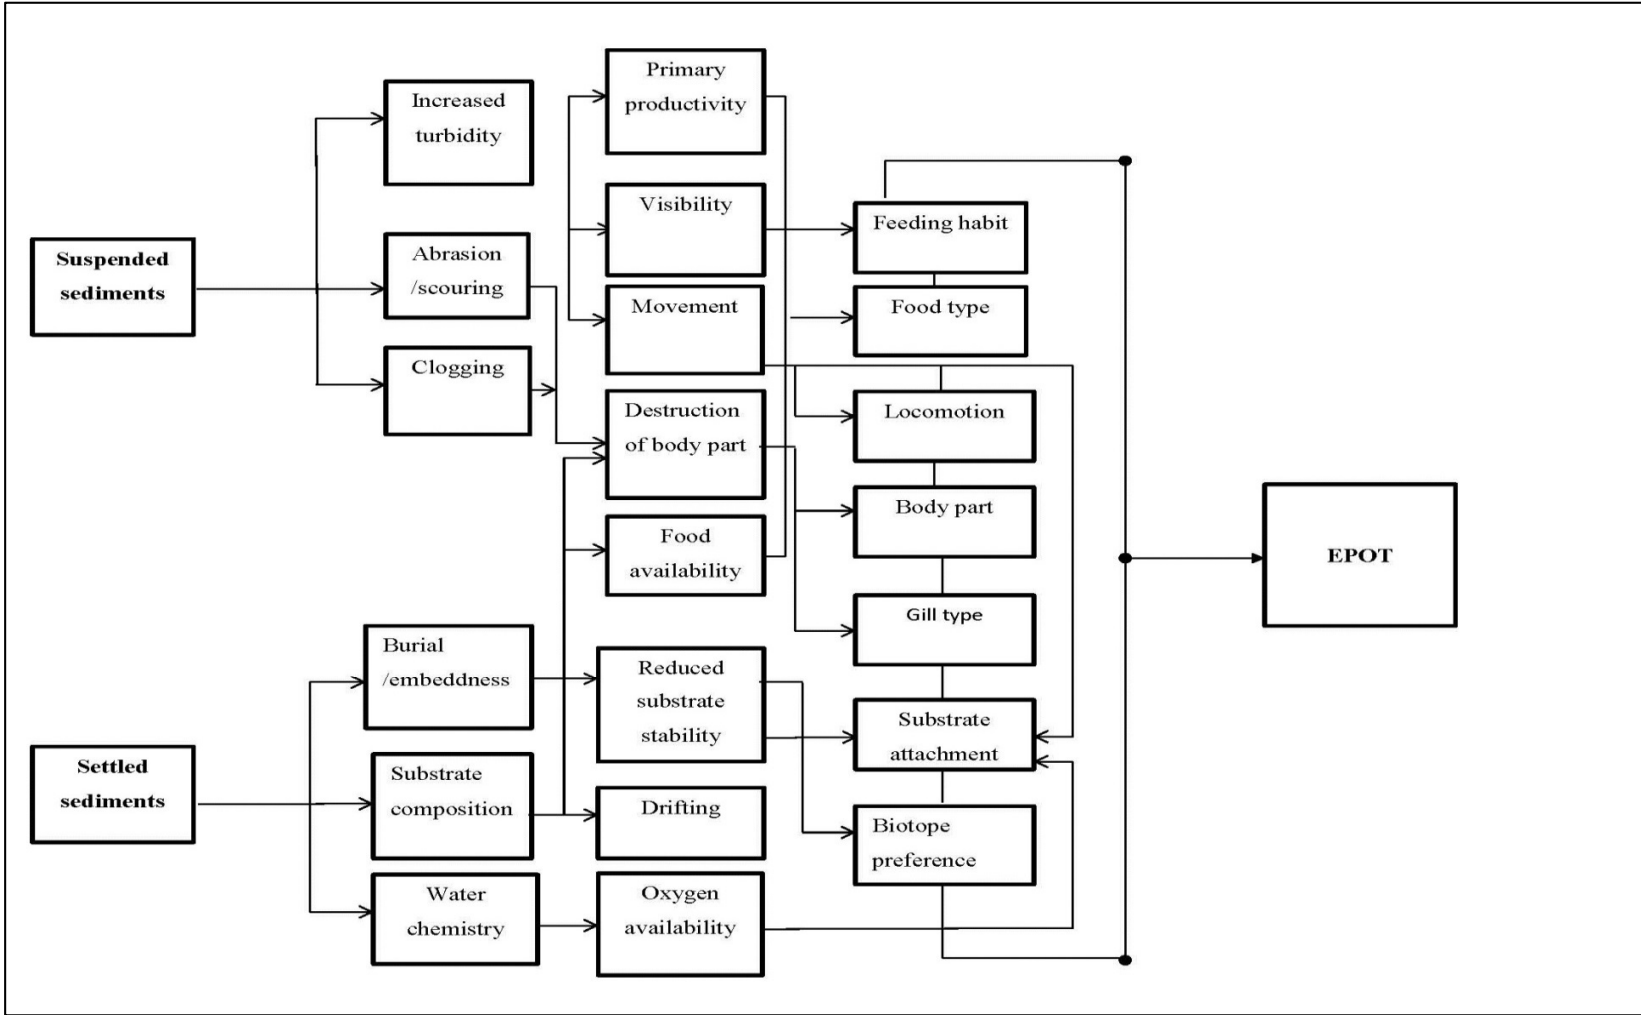 Suspended
sediments
Settled
sediments
Increased
turbidity
Abrasion
/scouring
Clogging
Burial
/embeddness
Substrate
composition
Water
chemistry
Primary
productivity
Visibility
Movement
Destruction
of body part
Food
availability
Reduced
substrate
stability
Drifting
Oxygen
availability
Feeding habit
Food type
Locomotion
Body part
Gill type
Substrate
attachment
Biotope
preference
EPOT